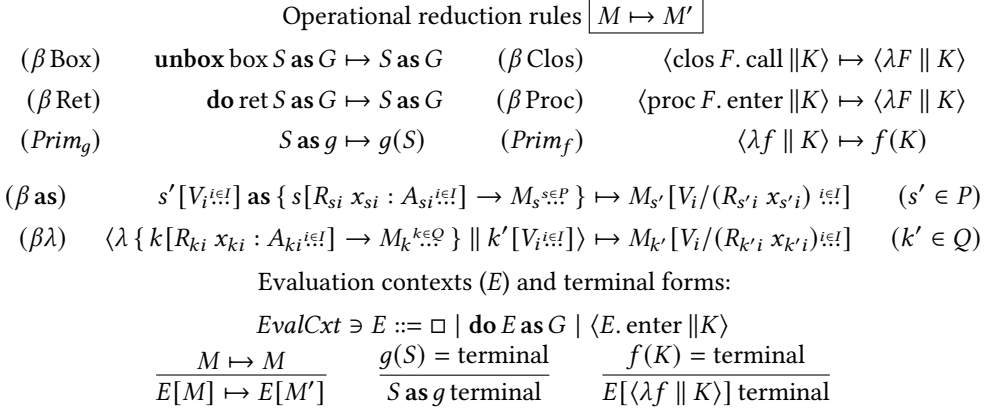 Operational reduction rules M ↦ M′
(β Box) unbox box S as G ↦ S as G (β Clos) ⟨clos F. call ‖K⟩ ↦ ⟨λF ‖ K⟩
(β Ret) do ret S as G ↦ S as G (β Proc) ⟨proc F. enter ‖K⟩ ↦ ⟨λF ‖ K⟩
(Prim_g) S as g ↦ g(S) (Prim_f) ⟨λf ‖ K⟩ ↦ f(K)
(β as) s′[V_i i∈I...] as { s[R_si x_si : A_si i∈I...] → M_s s∈P... } ↦ M_s′[V_i/(R_s′i x_s′i) i∈I...] (s′ ∈ P)
(βλ) ⟨λ { k[R_ki x_ki : A_ki i∈I...] → M_k k∈Q... } ‖ k′[V_i i∈I...]⟩ ↦ M_k′[V_i/(R_k′i x_k′i) i∈I...] (k′ ∈ Q)
Evaluation contexts (E) and terminal forms:
EvalCxt ∋ E ::= □ | do E as G | ⟨E. enter ‖K⟩
M ↦ M g(S) = terminal f(K) = terminal
E[M] ↦ E[M′] S as g terminal E[⟨λf ‖ K⟩] terminal